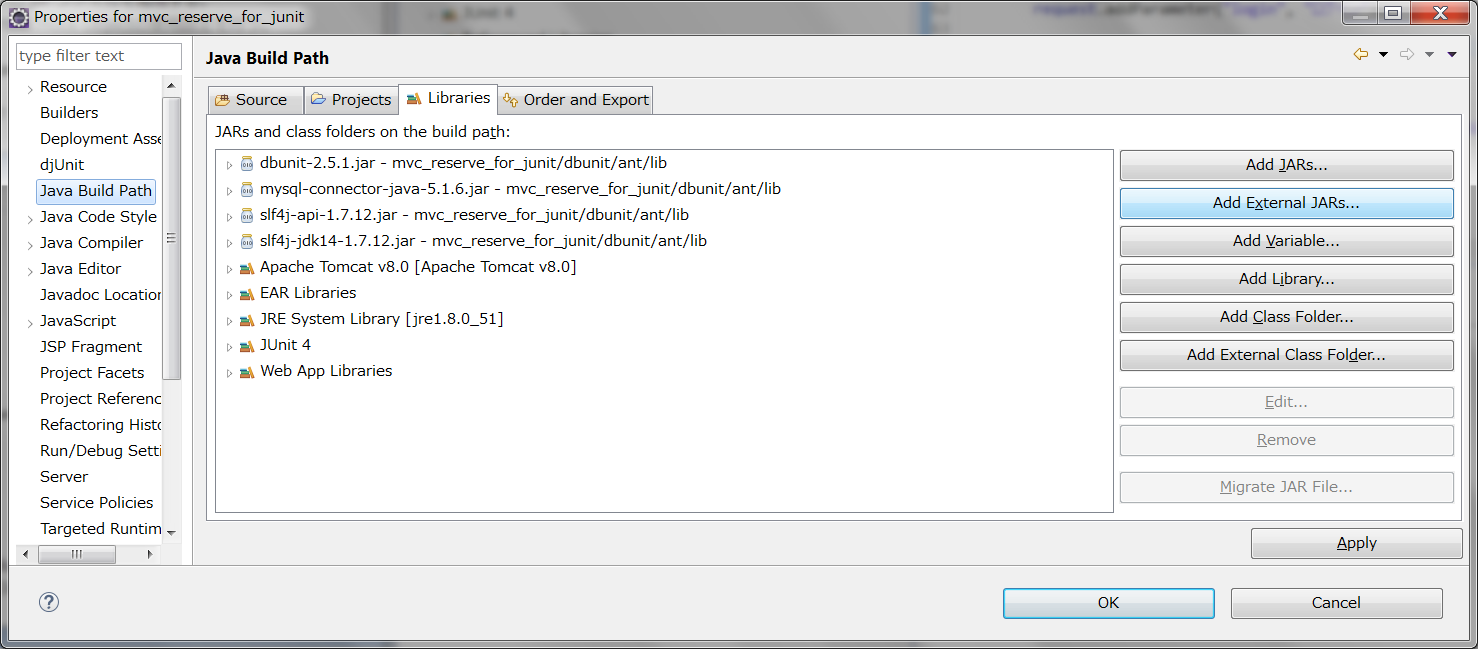 Properties for mvc_reserve_for_junit
type filter text
Resource
Builders
Deployment Asse
djUnit
Java Build Path
Java Code Style
Java Compiler
Java Editor
Javadoc Location
JavaScript
JSP Fragment
Project Facets
Project Referenc
Refactoring Histo
Run/Debug Setti
Server
Service Policies
Targeted Runtim
Java Build Path
Source
Projects
Libraries
Order and Export
JARs and class folders on the build path:
dbunit-2.5.1.jar - mvc_reserve_for_junit/dbunit/ant/lib
mysql-connector-java-5.1.6.jar - mvc_reserve_for_junit/dbunit/ant/lib
slf4j-api-1.7.12.jar - mvc_reserve_for_junit/dbunit/ant/lib
slf4j-jdk14-1.7.12.jar - mvc_reserve_for_junit/dbunit/ant/lib
Apache Tomcat v8.0 [Apache Tomcat v8.0]
EAR Libraries
JRE System Library [jre1.8.0_51]
JUnit 4
Web App Libraries
Add JARs...
Add External JARs...
Add Variable...
Add Library...
Add Class Folder...
Add External Class Folder...
Edit...
Remove
Migrate JAR File...
Apply
OK
Cancel